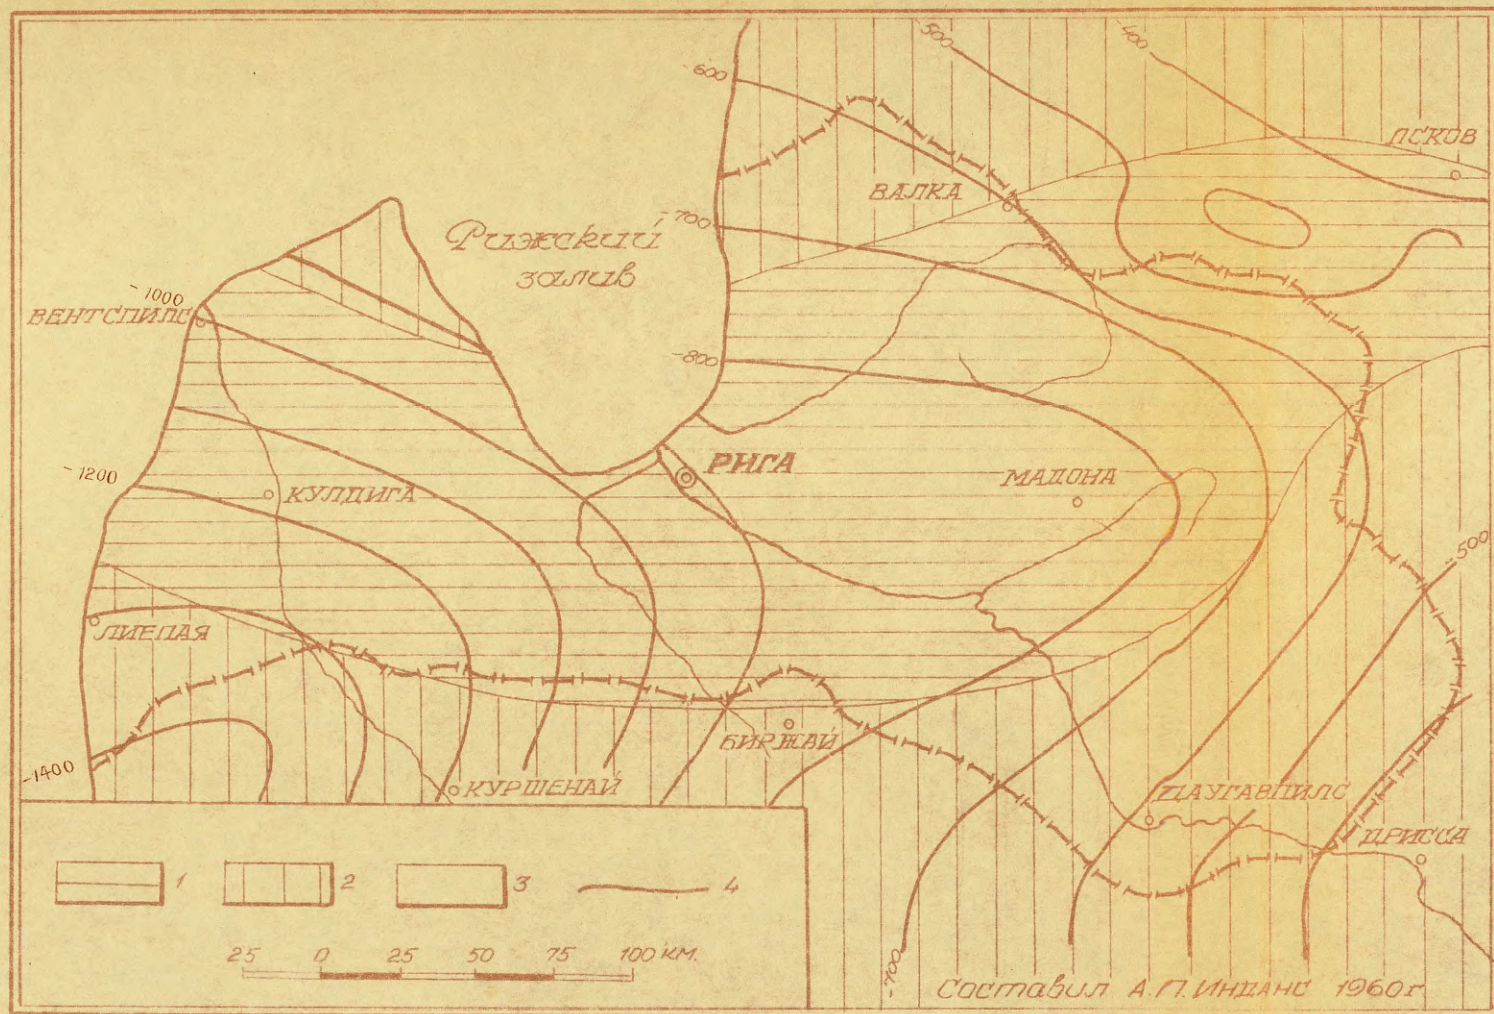 -500
-400
-600
ПСКОВ
ВАЛКА
-700
Рижский
залив
-1000
ВЕНТСПИЛС
-800
РИГА
-1200
КУЛДИГА
МАДОНА
-500
ЛИЕПАЯ
БИРЖАЙ
-1400
КУРШЕНАЙ
ДАУГАВПИЛС
ДРИССА
1 2 3 4
25 0 25 50 75 100 КМ.
-700
Составил А.П. ИНДАНС 1960г.